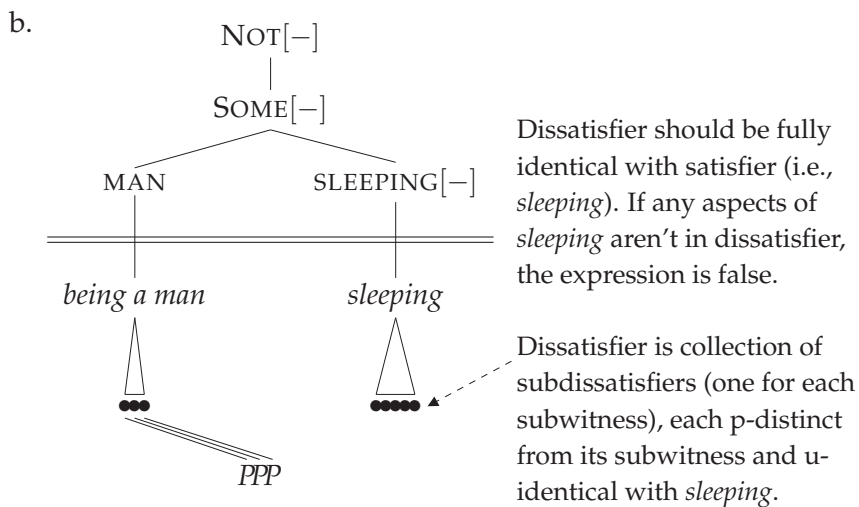 b.
NOT[−]
SOME[−]
MAN
SLEEPING[−]
Dissatisfier should be fully
identical with satisfier (i.e.,
sleeping). If any aspects of
sleeping aren't in dissatisfier,
the expression is false.
being a man
sleeping
Dissatisfier is collection of
subdissatisfiers (one for each
subwitness), each p-distinct
from its subwitness and u-
identical with sleeping.
PPP